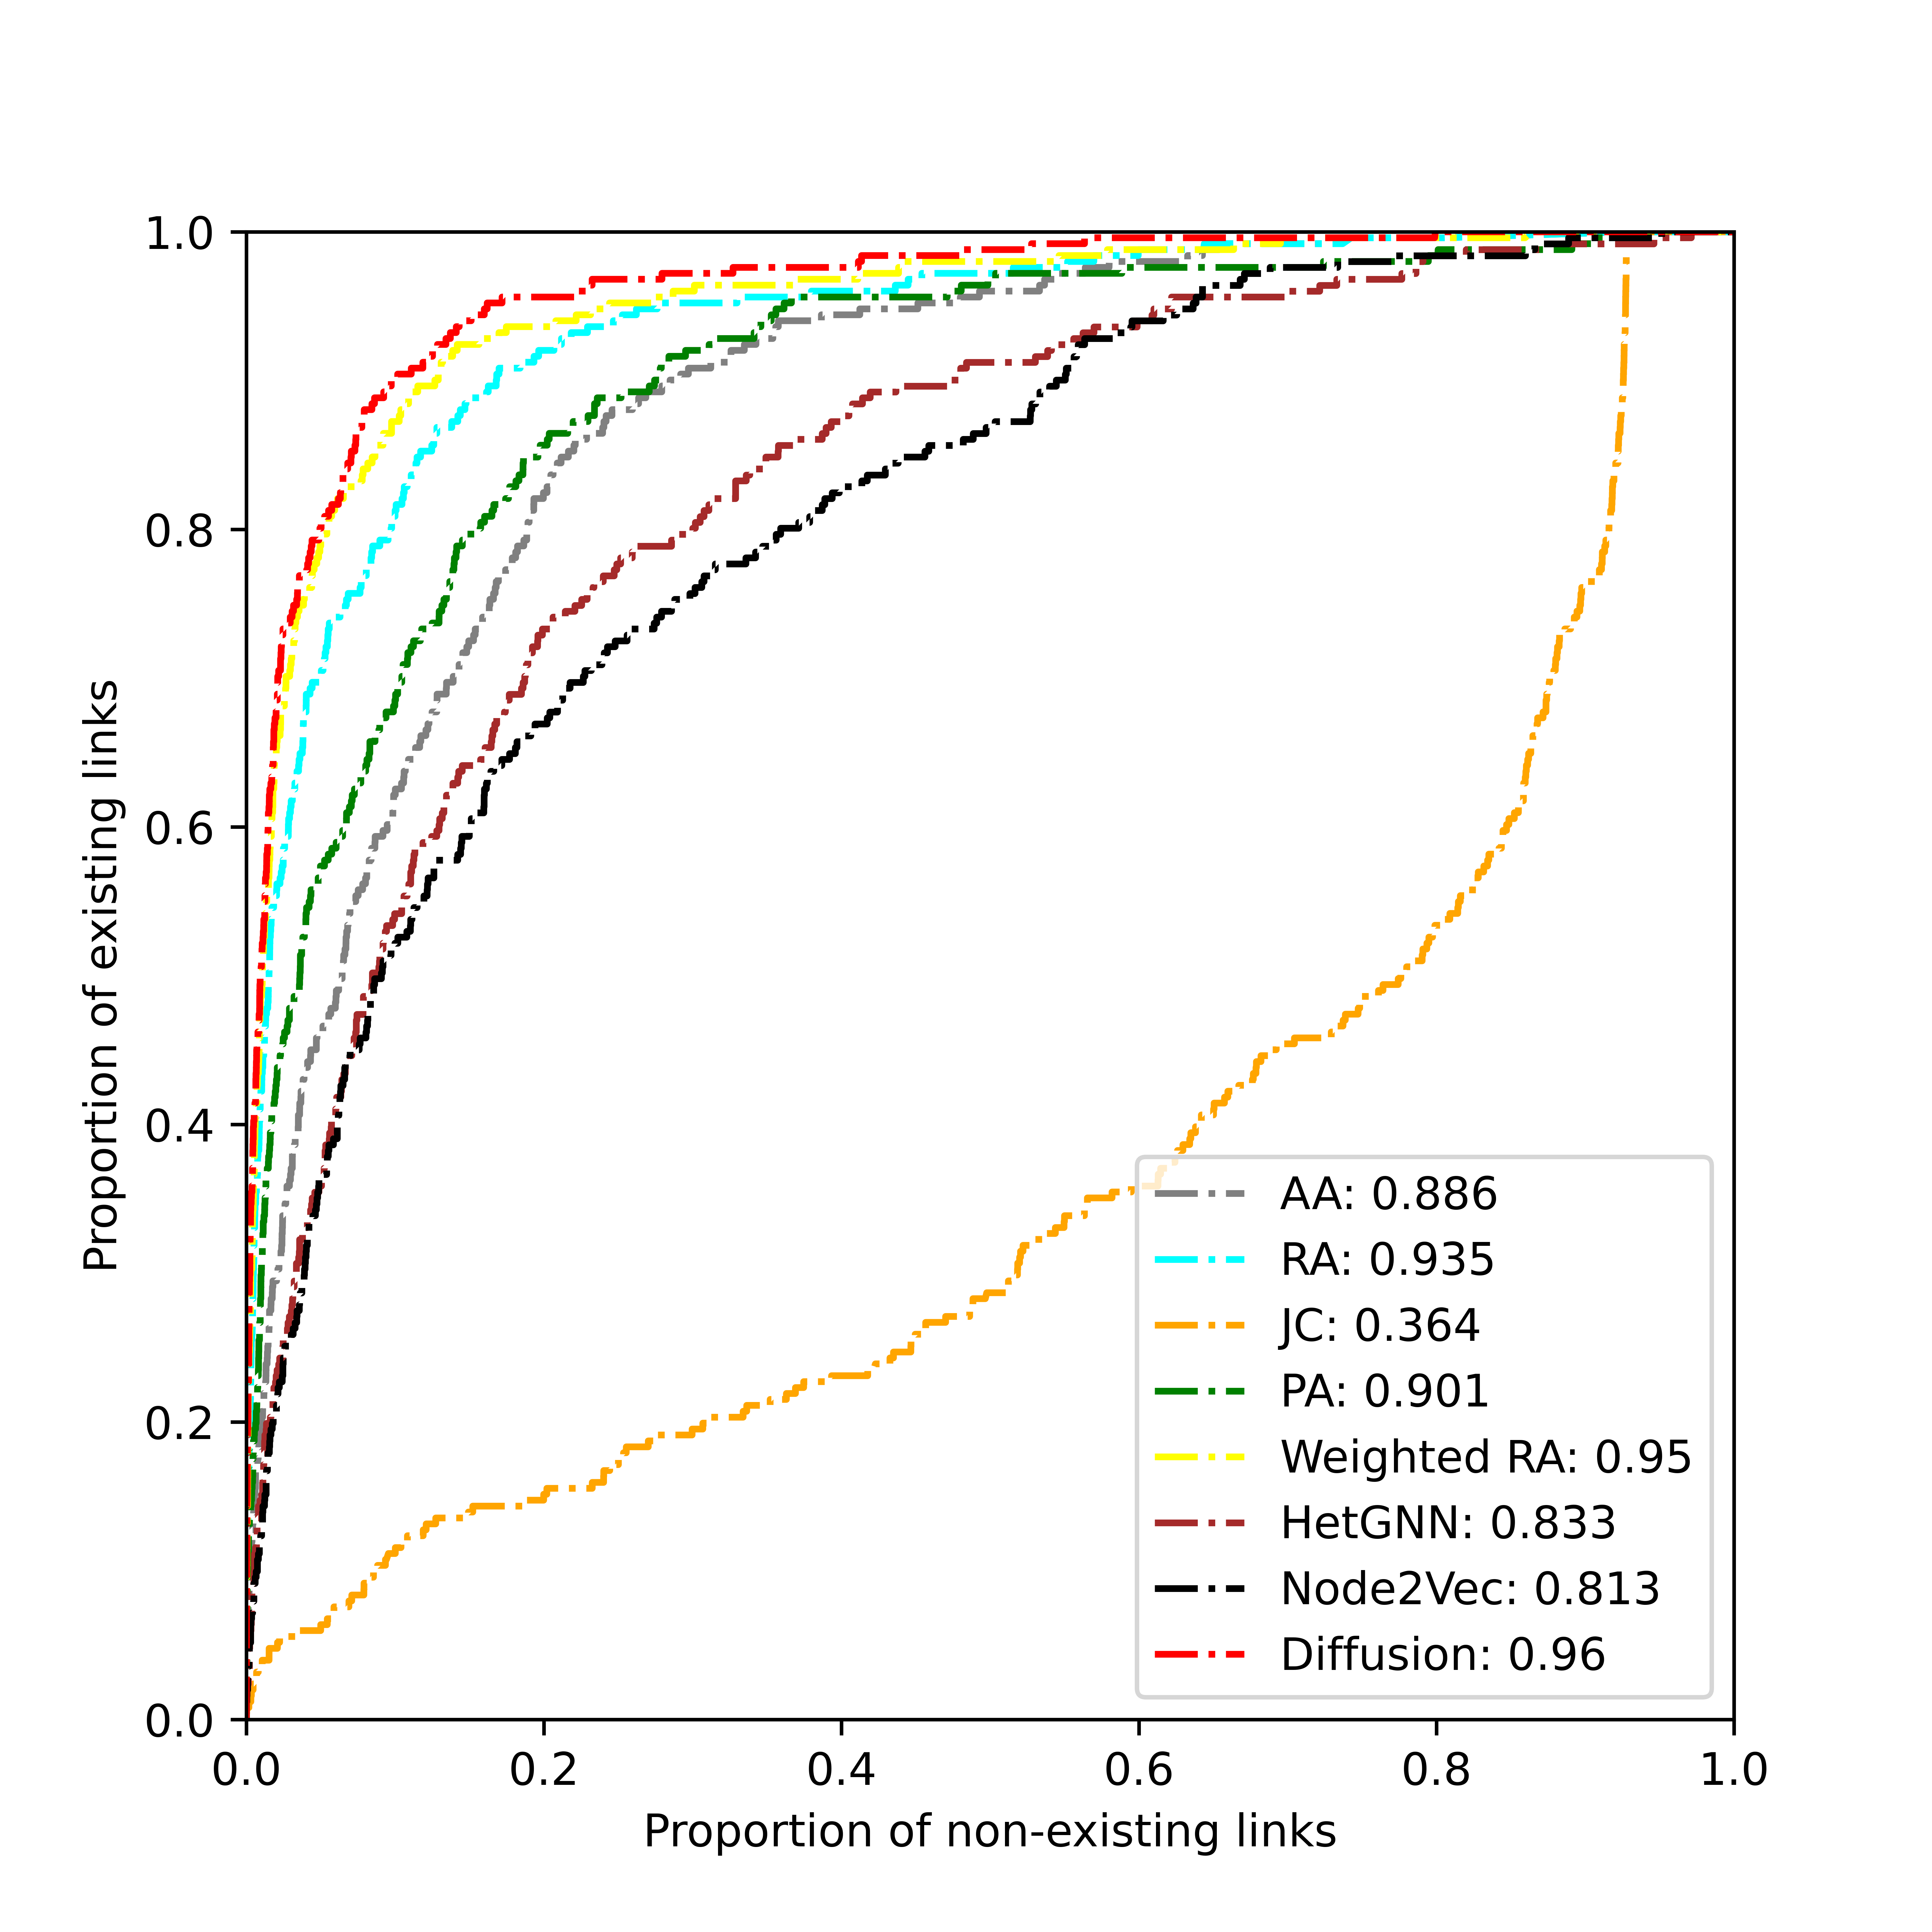 1.0
0.8
0.6
0.4
0.2
0.0
Proportion of existing links
AA: 0.886
RA: 0.935
JC: 0.364
PA: 0.901
Weighted RA: 0.95
HetGNN: 0.833
Node2Vec: 0.813
Diffusion: 0.96
0.0 0.2 0.4 0.6 0.8 1.0
Proportion of non-existing links